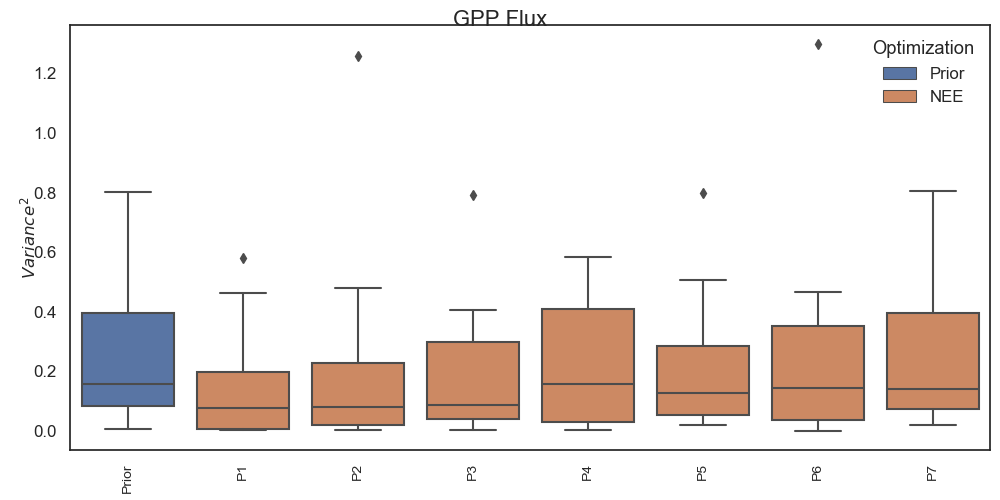 GPP Flux
Optimization
Prior
NEE
Variance²
1.2
1.0
0.8
0.6
0.4
0.2
0.0
Prior
P1
P2
P3
P4
P5
P6
P7